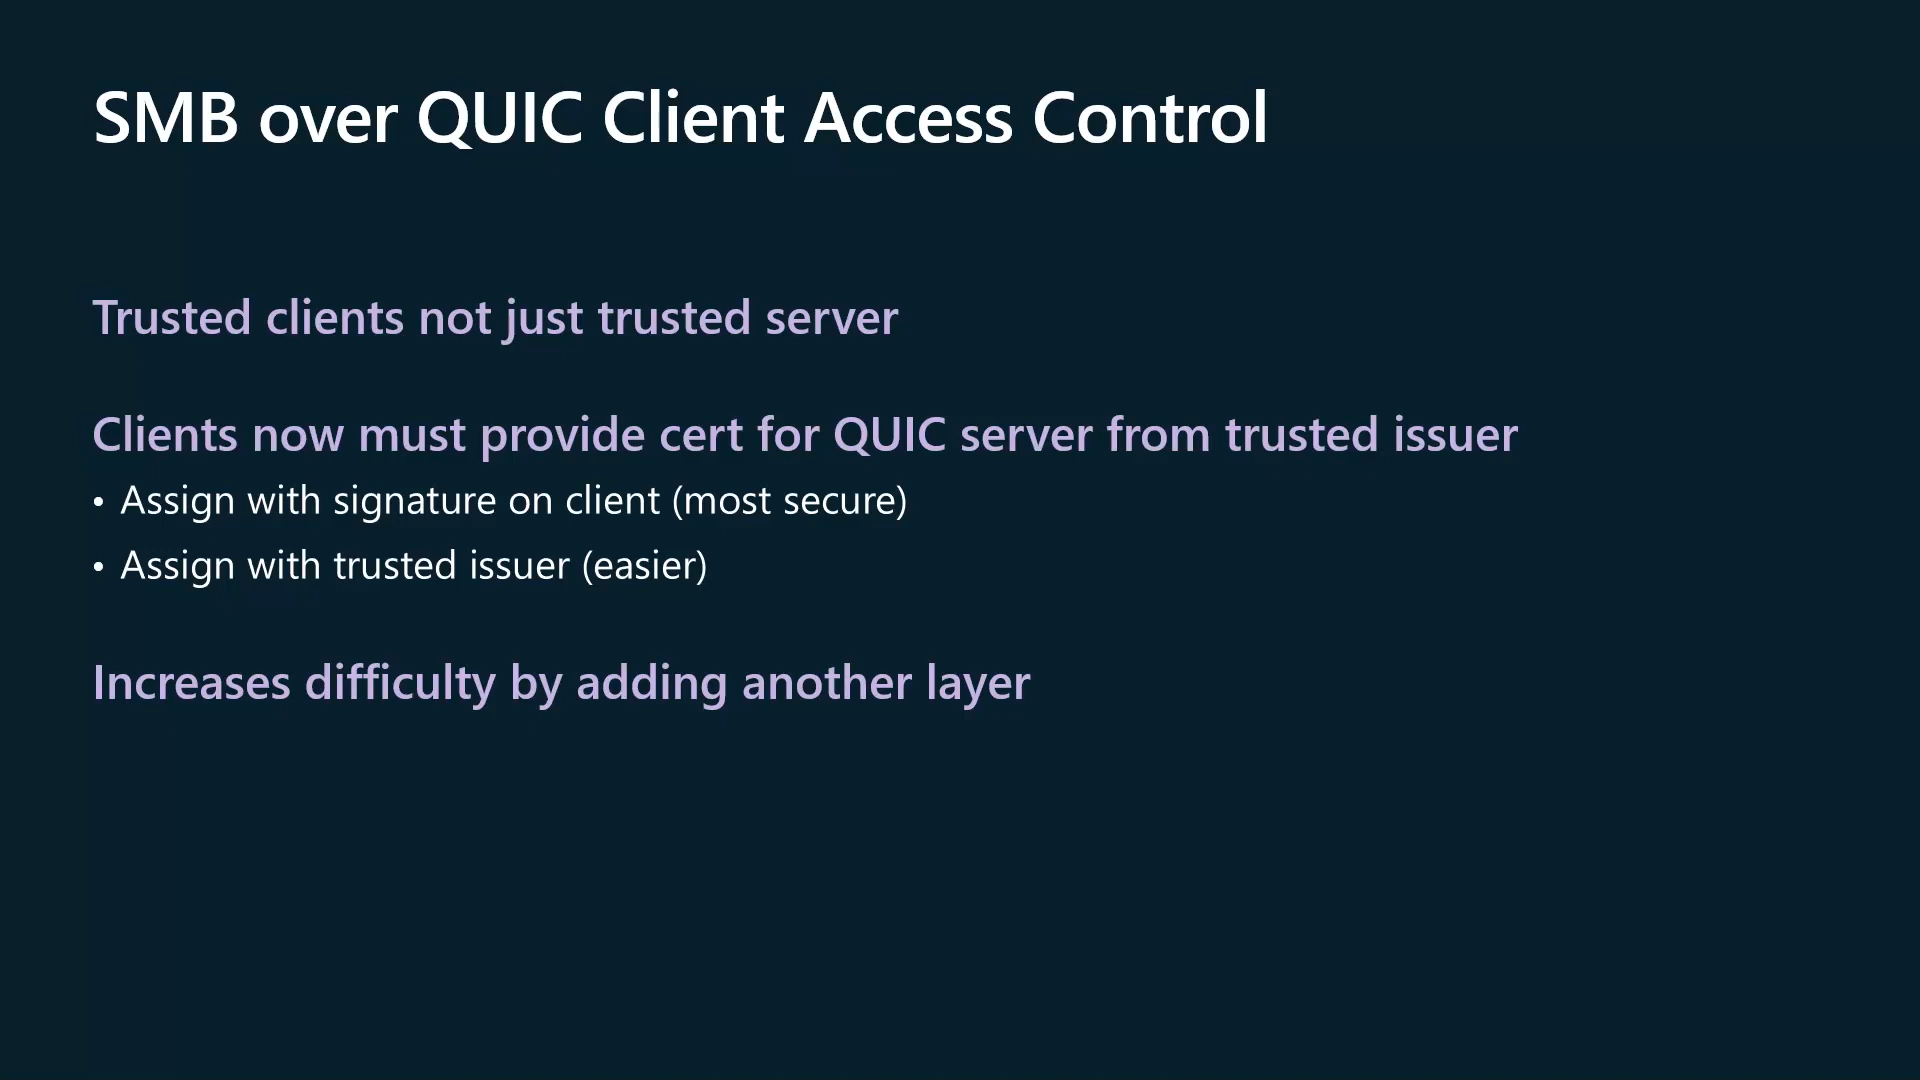 SMB over QUIC Client Access Control
Trusted clients not just trusted server
Clients now must provide cert for QUIC server from trusted issuer
• Assign with signature on client (most secure)
• Assign with trusted issuer (easier)
Increases difficulty by adding another layer